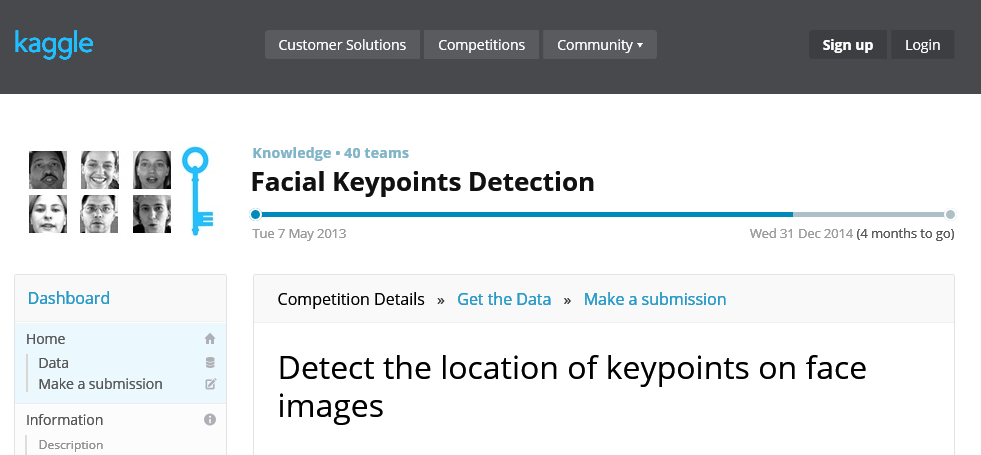 kaggle
Customer Solutions
Competitions
Community
Sign up
Login
Knowledge • 40 teams
Facial Keypoints Detection
Tue 7 May 2013
Wed 31 Dec 2014 (4 months to go)
Dashboard
Home
Data
Make a submission
Information
Description
Competition Details » Get the Data » Make a submission
Detect the location of keypoints on face
images